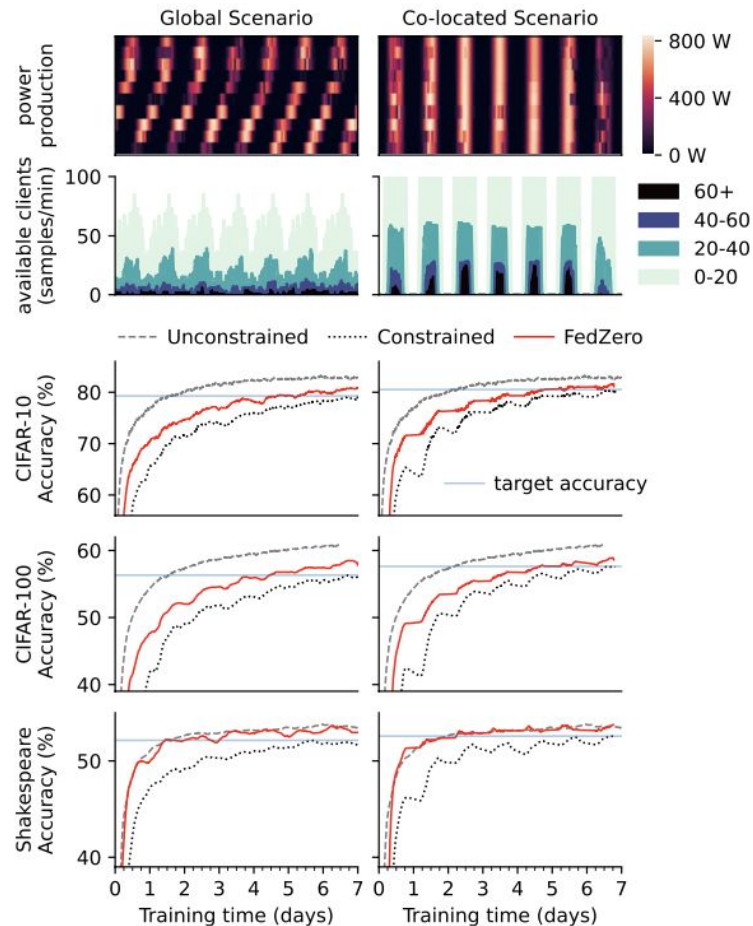 Global Scenario
Co-located Scenario
power
production
800 W
400 W
0 W
available clients
(samples/min)
100
50
0
60+
40-60
20-40
0-20
Unconstrained
Constrained
FedZero
CIFAR-10
Accuracy (%)
80
70
60
target accuracy
CIFAR-100
Accuracy (%)
60
50
40
Shakespeare
Accuracy (%)
50
40
0 1 2 3 4 5 6 7
0 1 2 3 4 5 6 7
Training time (days)
Training time (days)